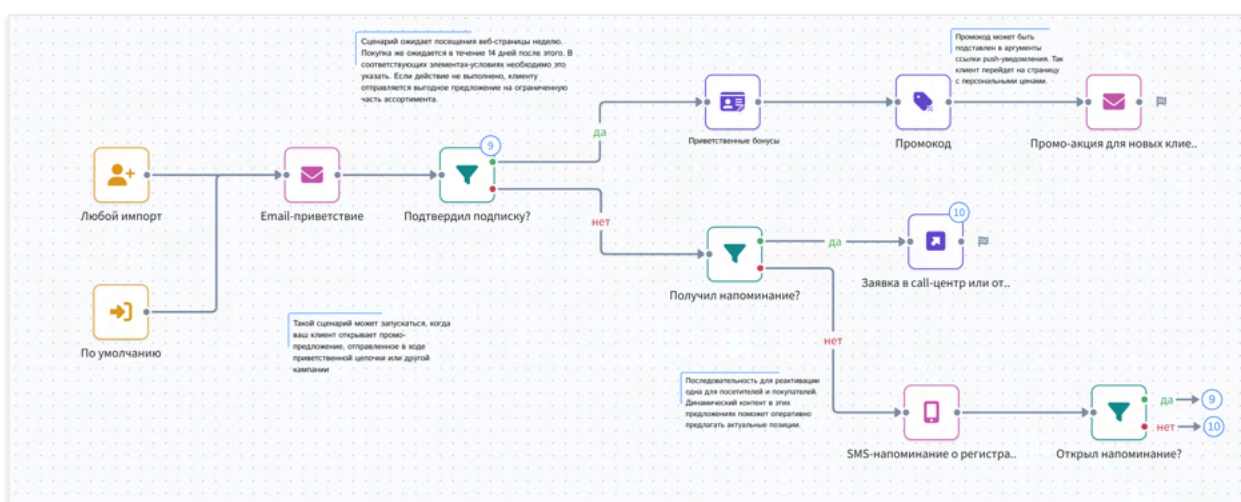 Сценарий ожидает посещения веб-страницы неделю.
Покупка же ожидается в течение 14 дней после этого. В
соответствующих элементах-условиях необходимо это
указать. Если действие не выполнено, клиенту
отправляется выгодное предложение на ограниченную
часть ассортимента.
Промокод может быть
подставлен в аргументы
ссылки push-уведомления. Так
клиент перейдет на страницу
с персональными ценами.
да
9
Приветственные бонусы
Промокод
Промо-акция для новых клие..
Любой импорт
Email-приветствие
Подтвердил подписку?
нет
10
да
Получил напоминание?
Заявка в call-центр или от..
По умолчанию
Такой сценарий может запускаться, когда
ваш клиент открывает промо-
предложение, отправленное в ходе
приветственной цепочки или другой
кампании
нет
Последовательность для реактивации
одна для посетителей и покупателей.
Динамический контент в этих
предложениях поможет оперативно
предлагать актуальные позиции.
да
9
нет
10
SMS-напоминание о регистра..
Открыл напоминание?